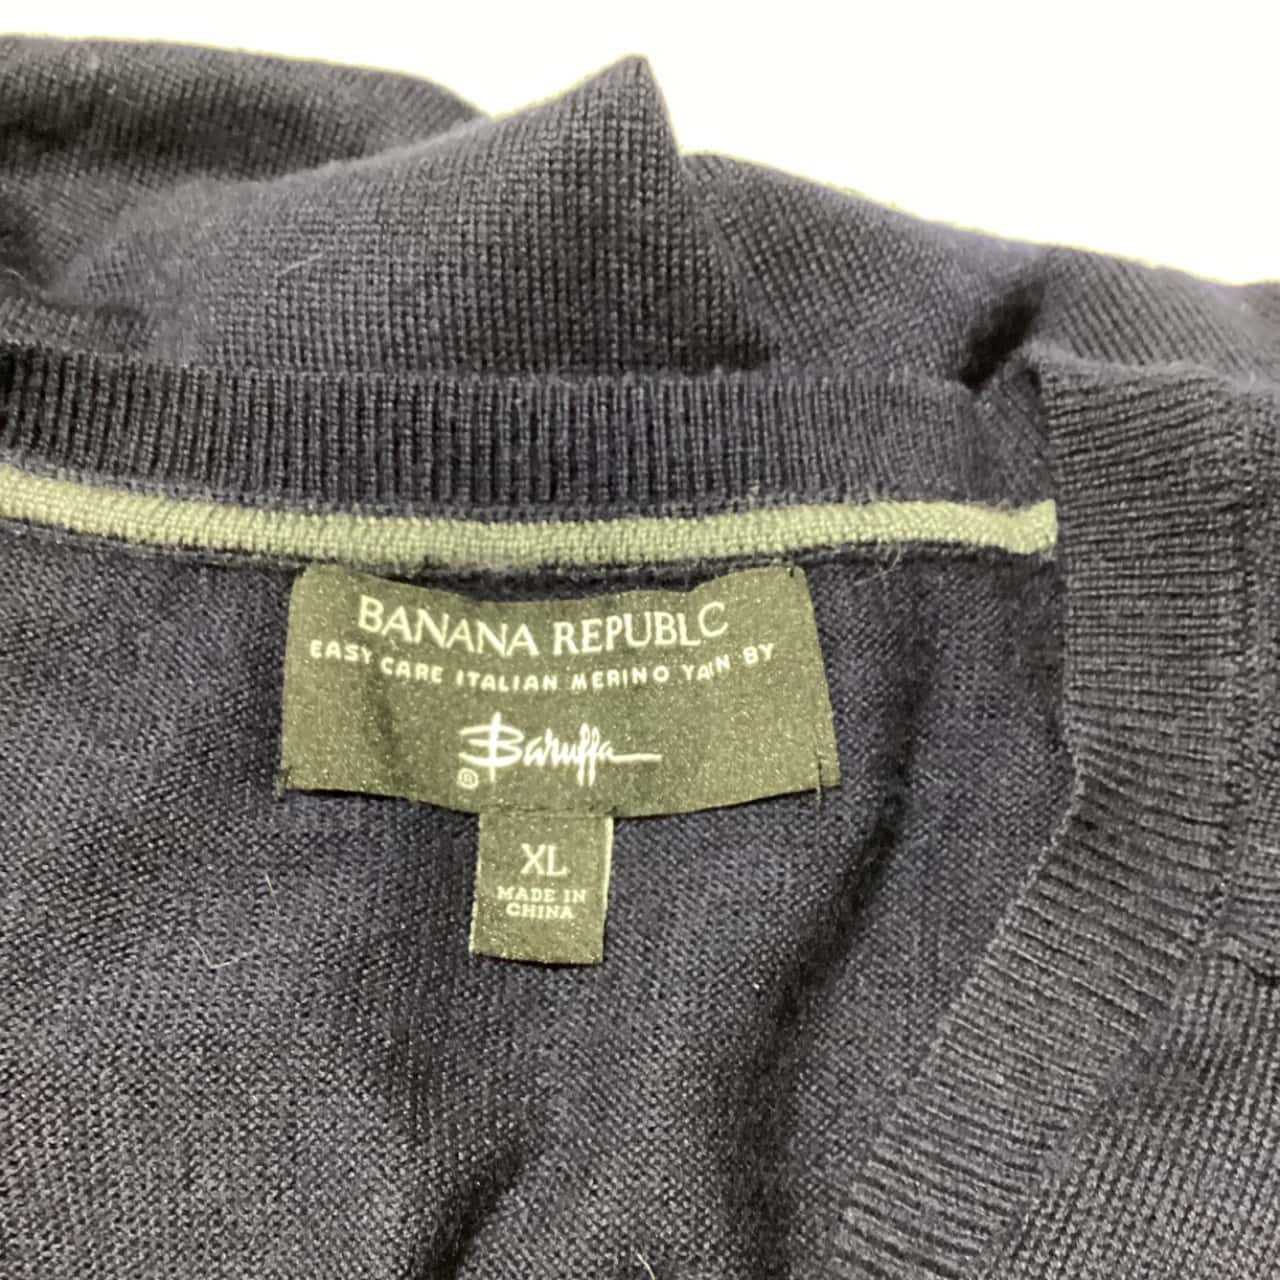 BANANA REPUBLC
EASY CARE ITALIAN MERINO YARN BY
Baruffa
®
XL
MADE IN
CHINA